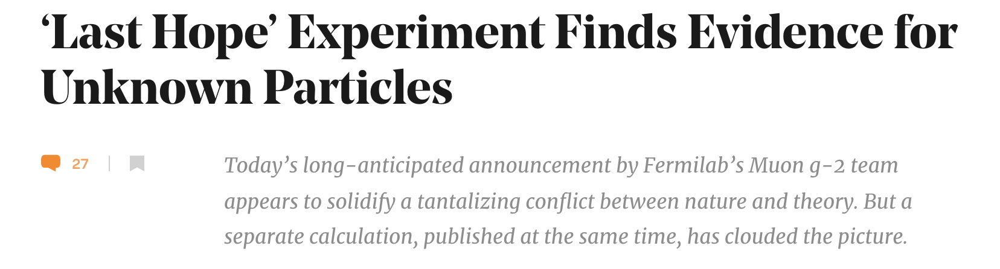 ‘Last Hope’ Experiment Finds Evidence for
Unknown Particles
27
Today’s long-anticipated announcement by Fermilab’s Muon g-2 team
appears to solidify a tantalizing conflict between nature and theory. But a
separate calculation, published at the same time, has clouded the picture.